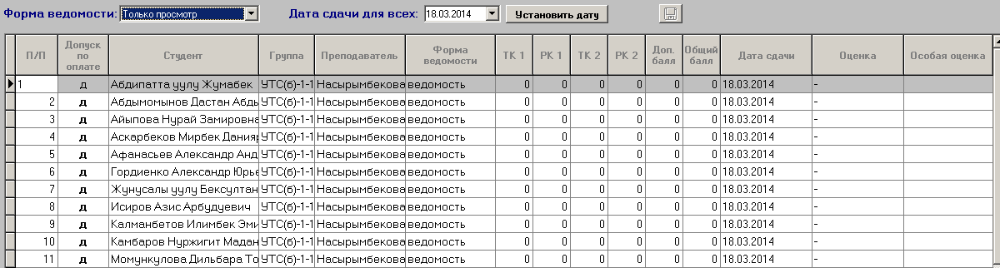 Форма ведомости: Только просмотр Дата сдачи для всех: 18.03.2014 Установить дату
П/П Допуск по оплате Студент Группа Преподаватель Форма ведомости ТК 1 РК 1 ТК 2 РК 2 Доп. балл Общий балл Дата сдачи Оценка Особая оценка
1 д Абдипатта уулу Жумабек УТС(б)-1-1 Насырымбекова ведомость 0 0 0 0 0 0 18.03.2014 -
2 д Абдымомынов Дастан Абды УТС(б)-1-1 Насырымбекова ведомость 0 0 0 0 0 0 18.03.2014 -
3 д Айыпова Нурай Замировна УТС(б)-1-1 Насырымбекова ведомость 0 0 0 0 0 0 18.03.2014 -
4 д Аскарбеков Мирбек Данияр УТС(б)-1-1 Насырымбекова ведомость 0 0 0 0 0 0 18.03.2014 -
5 д Афанасьев Александр Анд УТС(б)-1-1 Насырымбекова ведомость 0 0 0 0 0 0 18.03.2014 -
6 д Гордиенко Александр Юрье УТС(б)-1-1 Насырымбекова ведомость 0 0 0 0 0 0 18.03.2014 -
7 д Жунусалы уулу Бексултан УТС(б)-1-1 Насырымбекова ведомость 0 0 0 0 0 0 18.03.2014 -
8 д Исиров Азис Арбудуевич УТС(б)-1-1 Насырымбекова ведомость 0 0 0 0 0 0 18.03.2014 -
9 д Калманбетов Илимбек Эми УТС(б)-1-1 Насырымбекова ведомость 0 0 0 0 0 0 18.03.2014 -
10 д Камбаров Нуржигит Мадан УТС(б)-1-1 Насырымбекова ведомость 0 0 0 0 0 0 18.03.2014 -
11 д Момункулова Дильбара То УТС(б)-1-1 Насырымбекова ведомость 0 0 0 0 0 0 18.03.2014 -